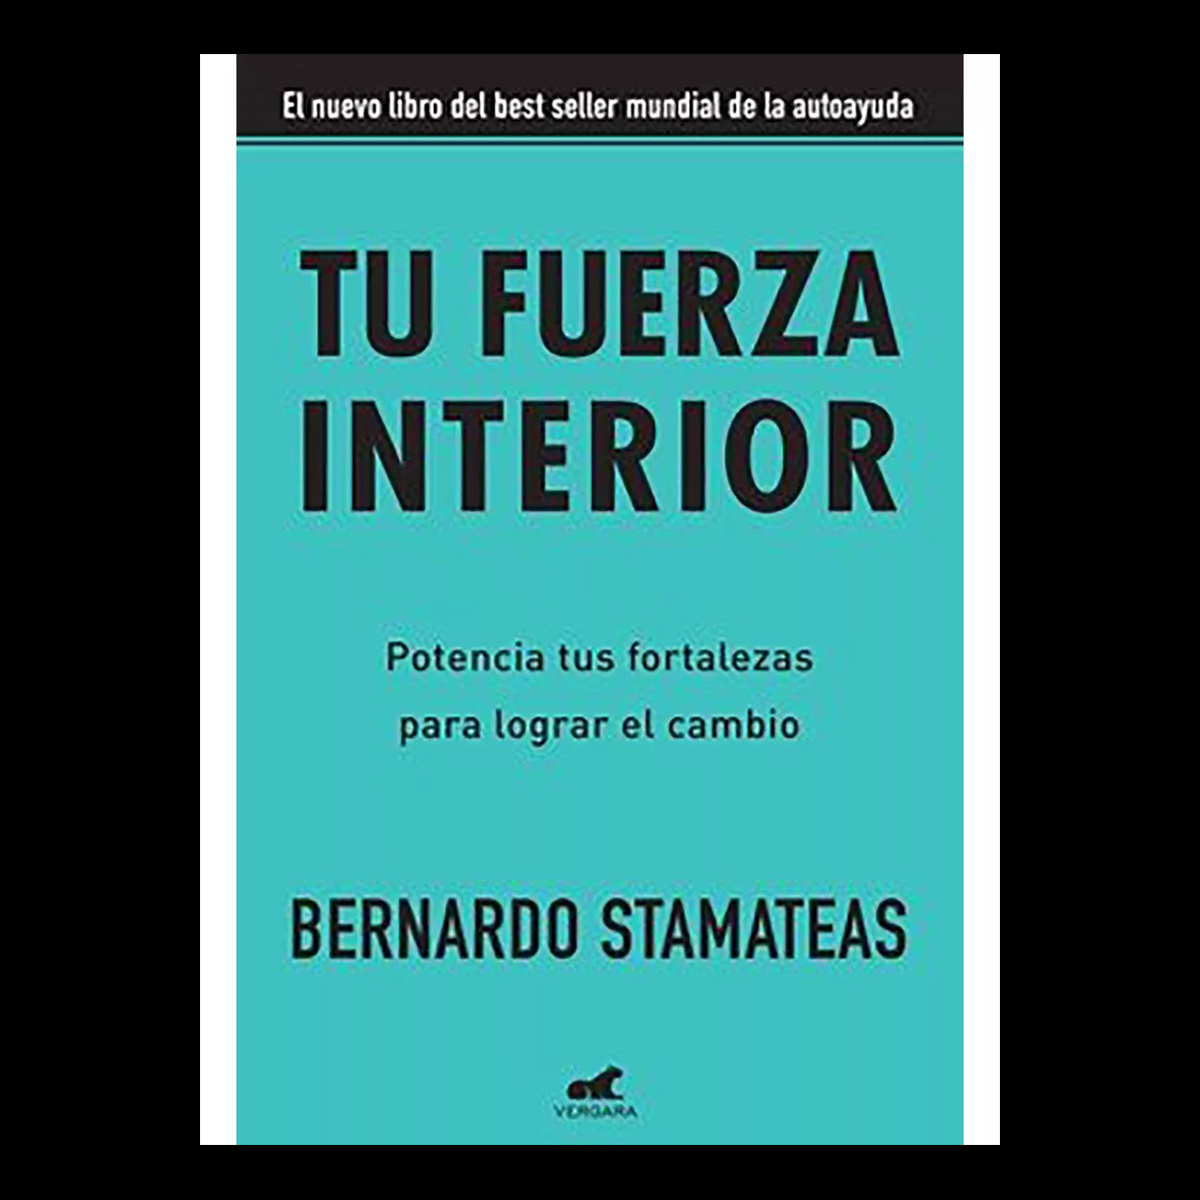 El nuevo libro del best seller mundial de la autoayuda
TU FUERZA
INTERIOR
Potencia tus fortalezas
para lograr el cambio
BERNARDO STAMATEAS
VERGARA